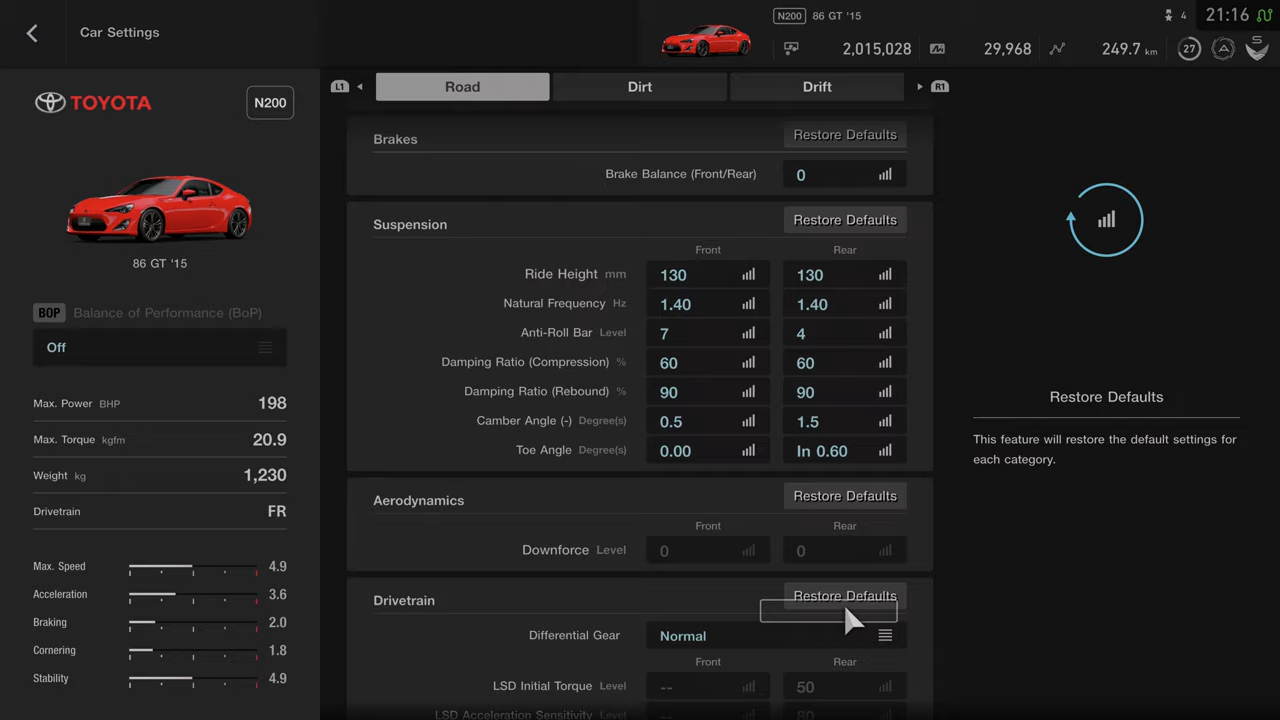 Car Settings
N200 86 GT '15
4
21:16
2,015,028
29,968
249.7 km
27
A
S
TOYOTA
N200
86 GT '15
BOP Balance of Performance (BoP)
Off
Max. Power BHP 198
Max. Torque kgfm 20.9
Weight kg 1,230
Drivetrain FR
Max. Speed 4.9
Acceleration 3.6
Braking 2.0
Cornering 1.8
Stability 4.9
L1 Road Dirt Drift R1
Brakes Restore Defaults
Brake Balance (Front/Rear) 0
Suspension Restore Defaults
Front Rear
Ride Height mm 130 130
Natural Frequency Hz 1.40 1.40
Anti-Roll Bar Level 7 4
Damping Ratio (Compression) % 60 60
Damping Ratio (Rebound) % 90 90
Camber Angle (-) Degree(s) 0.5 1.5
Toe Angle Degree(s) 0.00 In 0.60
Aerodynamics Restore Defaults
Front Rear
Downforce Level 0 0
Drivetrain Restore Defaults
Differential Gear Normal
Front Rear
LSD Initial Torque Level -- 50
LSD Acceleration Sensitivity Level -- 80
Restore Defaults
This feature will restore the default settings for
each category.